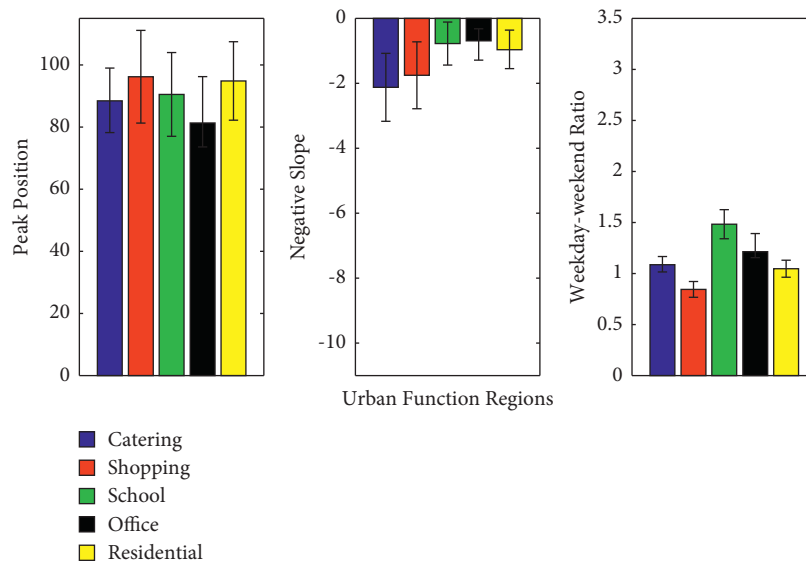 Peak Position
100
80
60
40
20
0
Negative Slope
0
-2
-4
-6
-8
-10
Weekday-weekend Ratio
3.5
3
2.5
2
1.5
1
0.5
0
Urban Function Regions
Catering
Shopping
School
Office
Residential